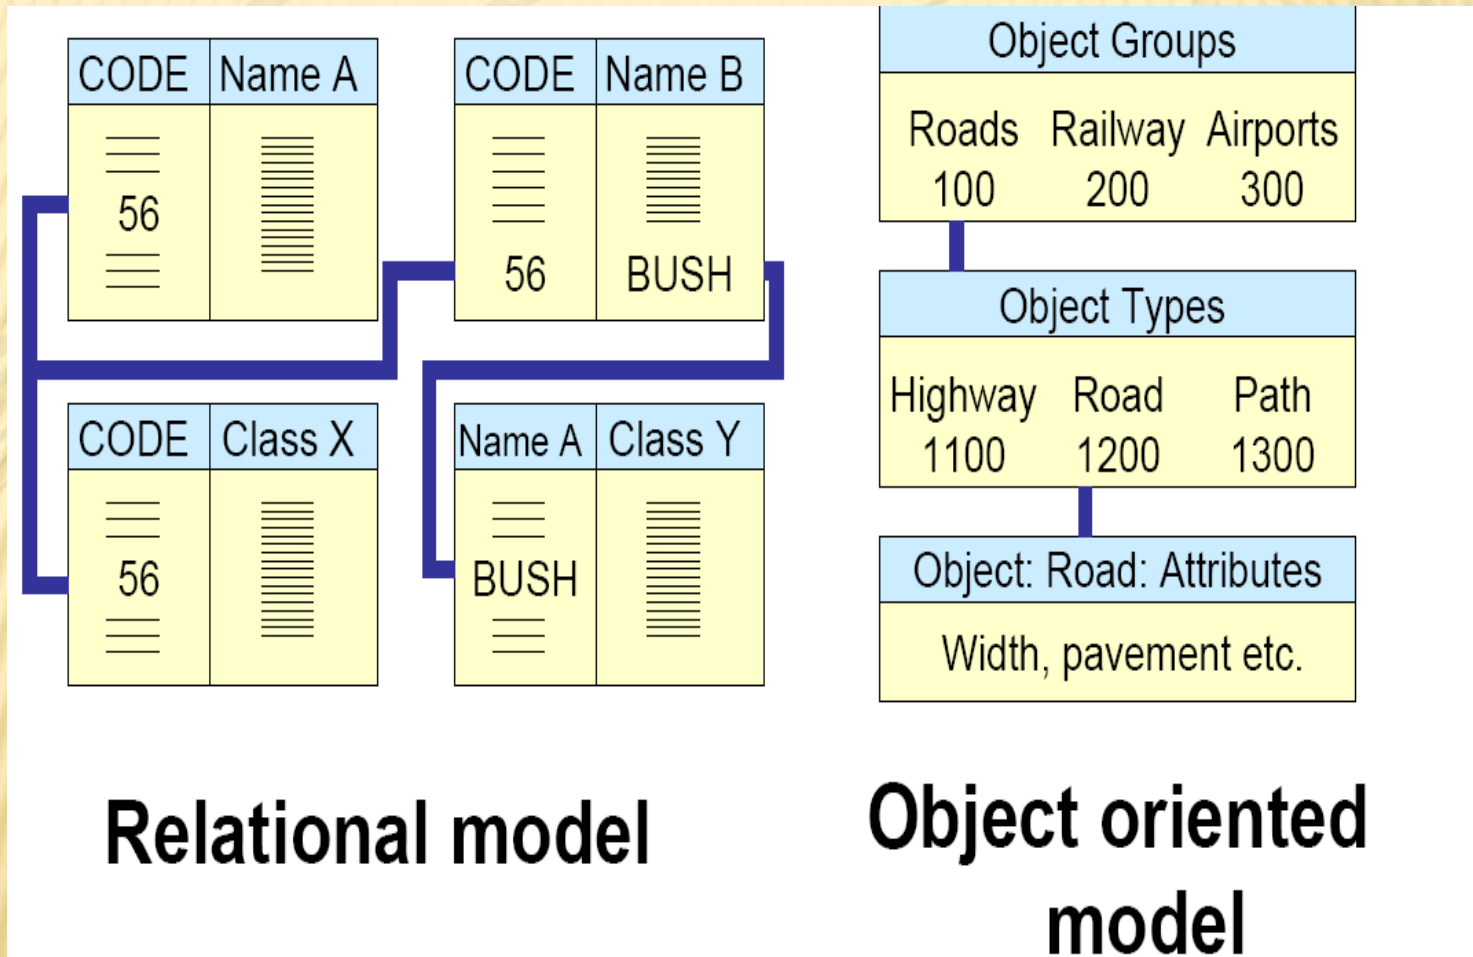 CODE Name A
56
CODE Name B
56 BUSH
CODE Class X
56
Name A Class Y
BUSH
Relational model
Object Groups
Roads Railway Airports
100 200 300
Object Types
Highway Road Path
1100 1200 1300
Object: Road: Attributes
Width, pavement etc.
Object oriented
model